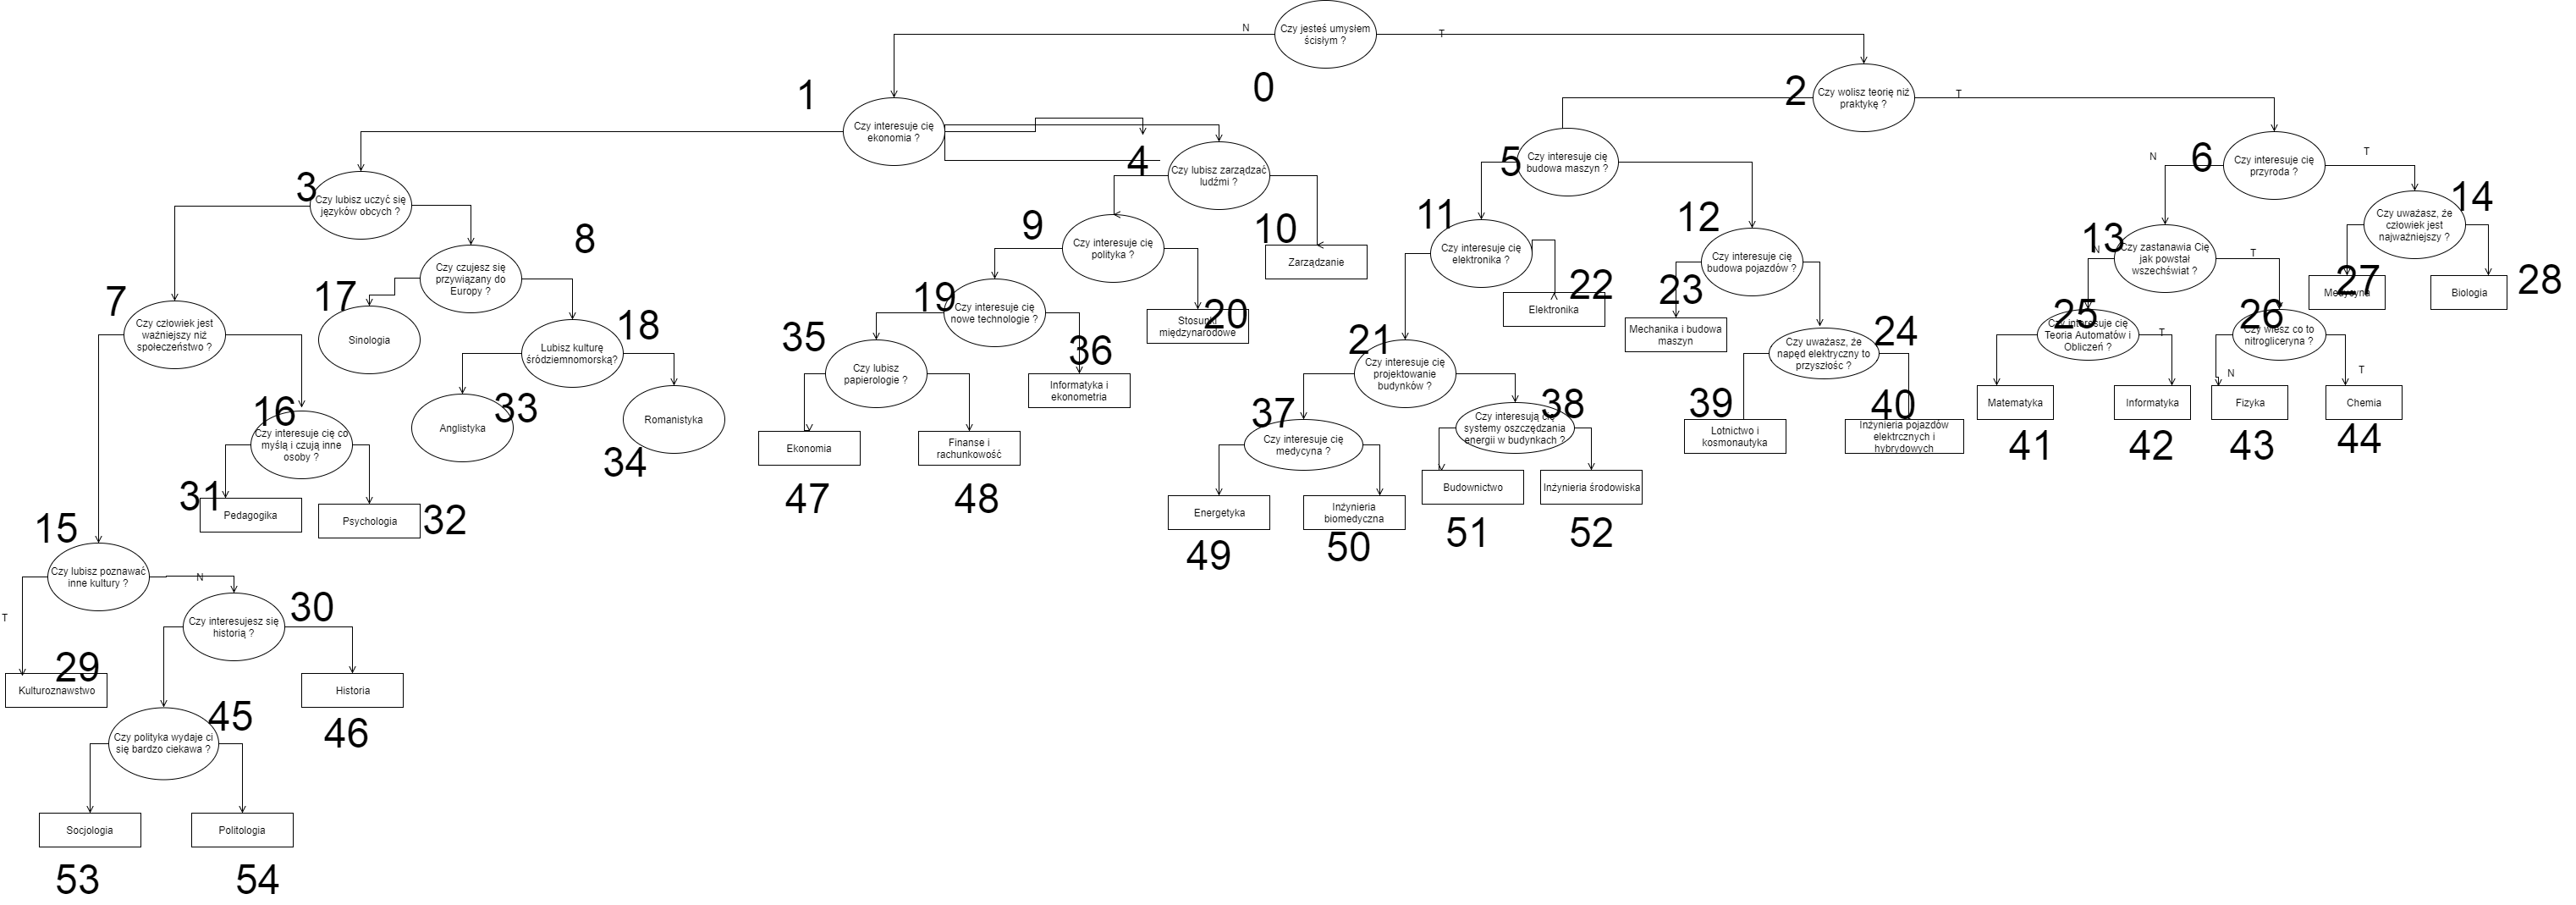 N
Czy jesteś umysłem
ścisłym ?
T
0
1
Czy interesuje cię
ekonomia ?
2
Czy wolisz teorię niż
praktykę ?
T
3
Czy lubisz uczyć się
języków obcych ?
4
Czy lubisz zarządzać
ludźmi ?
5
Czy interesuje cię
budowa maszyn ?
N
6
Czy interesuje cię
przyroda ?
T
7
Czy człowiek jest
ważniejszy niż
społeczeństwo ?
8
Czy czujesz się
przywiązany do
Europy ?
9
Czy interesuje cię
polityka ?
10
Zarządzanie
11
Czy interesuje cię
elektronika ?
12
Czy interesuje cię
budowa pojazdów ?
13
N
Czy zastanawia Cię
jak powstał
wszechświat ?
T
14
Czy uważasz, że
człowiek jest
najważniejszy ?
17
Sinologia
18
Lubisz kulturę
śródziemnomorską?
19
Czy interesuje cię
nowe technologie ?
20
Stosunki
międzynarodowe
22
Elektronika
23
Mechanika i budowa
maszyn
24
Czy uważasz, że
napęd elektryczny to
przyszłośc ?
25
Czy interesuje cię
Teoria Automatów i
Obliczeń ?
T
26
Czy wiesz co to
nitrogliceryna ?
N
T
27
Medycyna
28
Biologia
16
Czy interesuje cię co
myślą i czują inne
osoby ?
33
Anglistyka
34
Romanistyka
35
Czy lubisz
papierologie ?
36
Informatyka i
ekonometria
21
Czy interesuje cię
projektowanie
budynków ?
37
Czy interesuje cię
medycyna ?
38
Czy interesują cię
systemy oszczędzania
energii w budynkach ?
39
Lotnictwo i
kosmonautyka
40
Inżynieria pojazdów
elektrcznych i
hybrydowych
Matematyka
41
Informatyka
42
Fizyka
43
Chemia
44
31
Pedagogika
32
Psychologia
Ekonomia
47
Finanse i
rachunkowość
48
Energetyka
49
Inżynieria
biomedyczna
50
Budownictwo
51
Inżynieria środowiska
52
15
Czy lubisz poznawać
inne kultury ?
N
T
30
Czy interesujesz się
historią ?
29
Kulturoznawstwo
Historia
46
45
Czy polityka wydaje ci
się bardzo ciekawa ?
Socjologia
53
Politologia
54